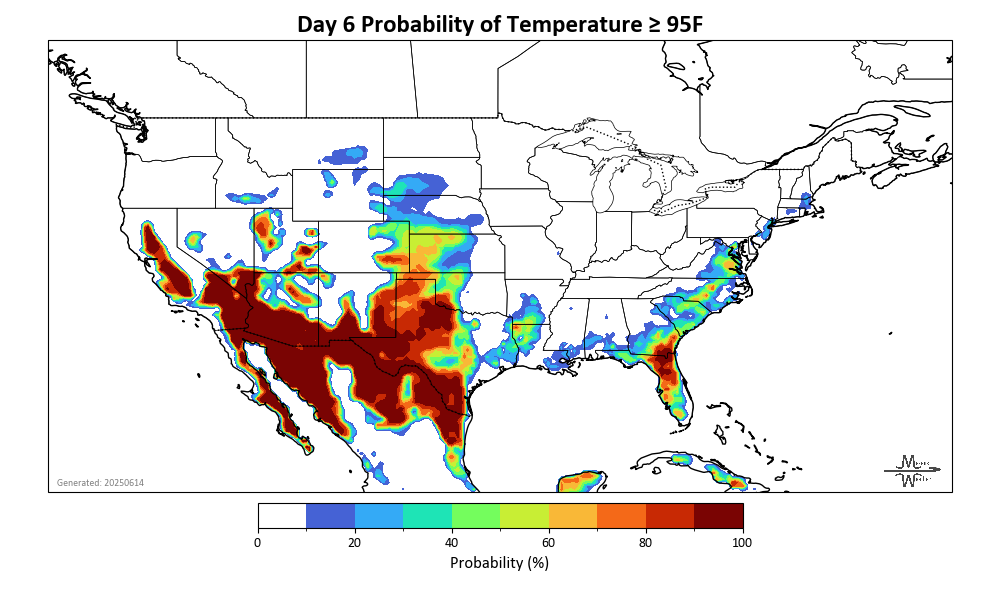 Day 6 Probability of Temperature ≥ 95F
Generated: 20250614
0 20 40 60 80 100
Probability (%)